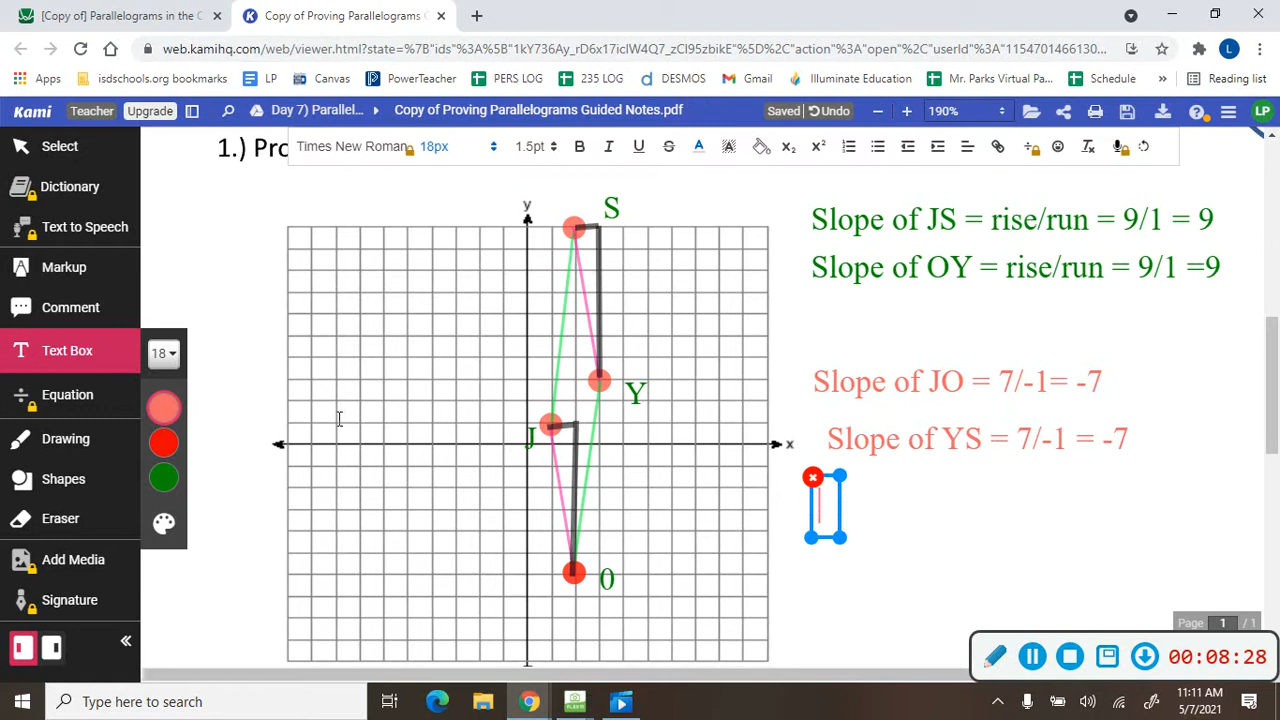 [Copy of] Parallelograms in the C
Copy of Proving Parallelograms G
web.kamihq.com/web/viewer.html?state=%7B"ids"%3A%5B"1kY736Ay_rD6x17icIW4Q7_zCl95zbikE"%5D%2C"action"%3A"open"%2C"userId"%3A"1154701466130...
Apps
isdschools.org bookmarks
LP
Canvas
PowerTeacher
PERS LOG
235 LOG
DESMOS
Gmail
Illuminate Education
Mr. Parks Virtual Pa...
Schedule
»
Reading list
Kami
Teacher
Upgrade
Day 7) Parallel...
Copy of Proving Parallelograms Guided Notes.pdf
Saved Undo
190%
LP
Select
Dictionary
Text to Speech
Markup
Comment
Text Box
Equation
Drawing
Shapes
Eraser
Add Media
Signature
18
1.) Pro
Times New Roman
18px
1.5pt
B I U S A
y
S
Y
J
x
0
Slope of JS = rise/run = 9/1 = 9
Slope of OY = rise/run = 9/1 =9
Slope of JO = 7/-1= -7
Slope of YS = 7/-1 = -7
Page 1 / 1
00:08:28
Type here to search
11:11 AM
5/7/2021